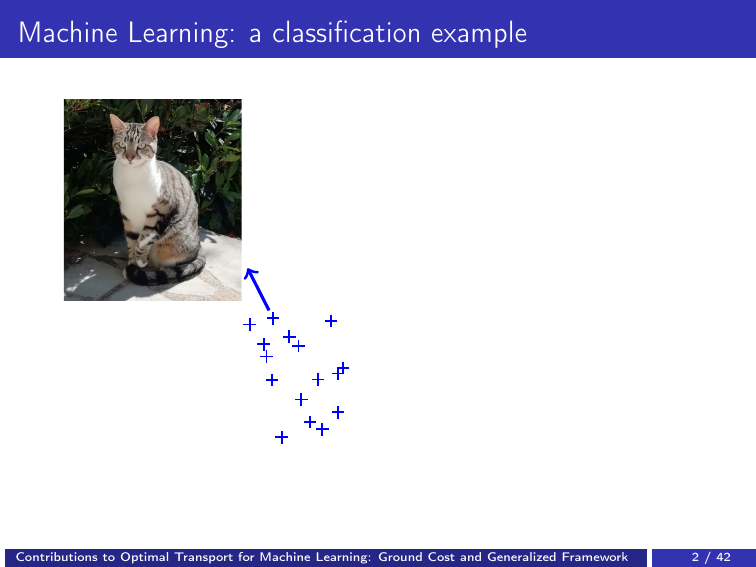 Machine Learning: a classification example
Contributions to Optimal Transport for Machine Learning: Ground Cost and Generalized Framework
2 / 42